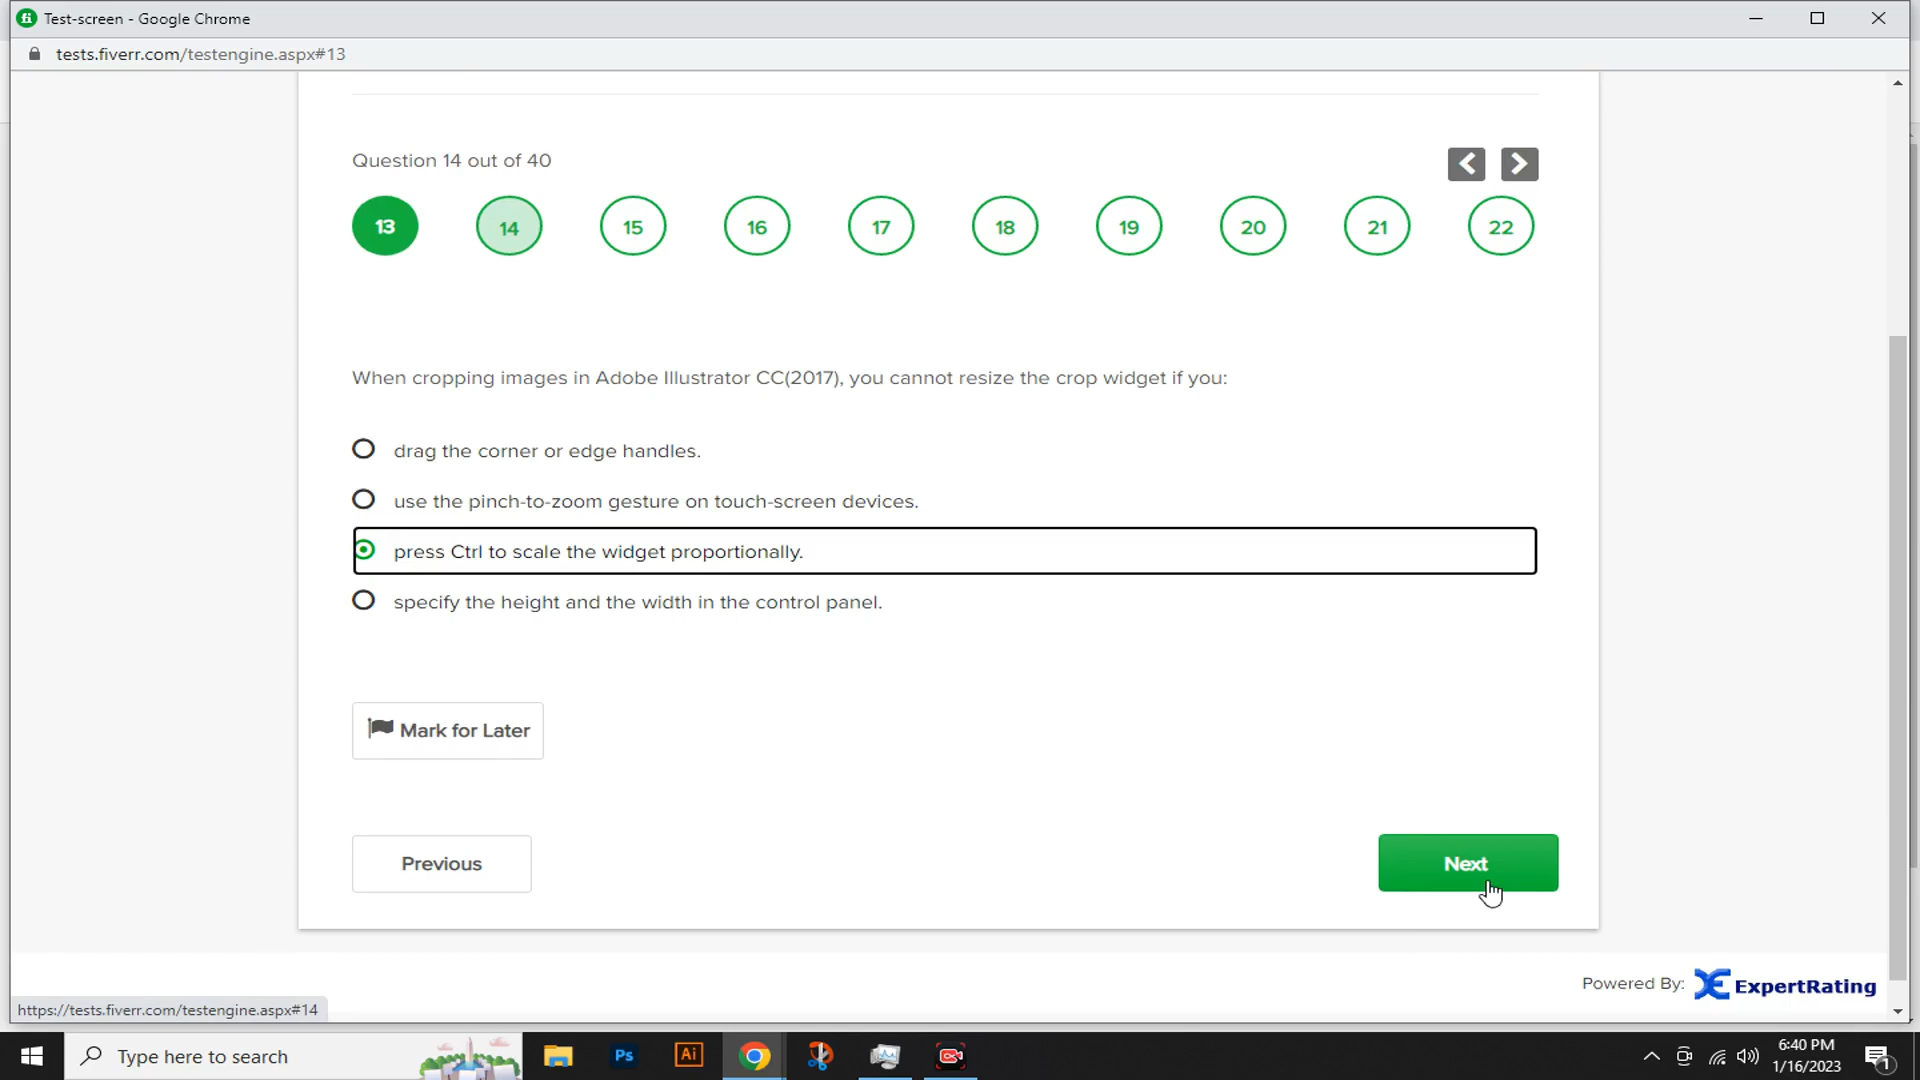 fi Test-screen - Google Chrome
tests.fiverr.com/testengine.aspx#13
Question 14 out of 40
13 14 15 16 17 18 19 20 21 22
When cropping images in Adobe Illustrator CC(2017), you cannot resize the crop widget if you:
drag the corner or edge handles.
use the pinch-to-zoom gesture on touch-screen devices.
press Ctrl to scale the widget proportionally.
specify the height and the width in the control panel.
Mark for Later
Previous
Next
Powered By: ExpertRating
https://tests.fiverr.com/testengine.aspx#14
Type here to search
Ps
Ai
6:40 PM
1/16/2023
1